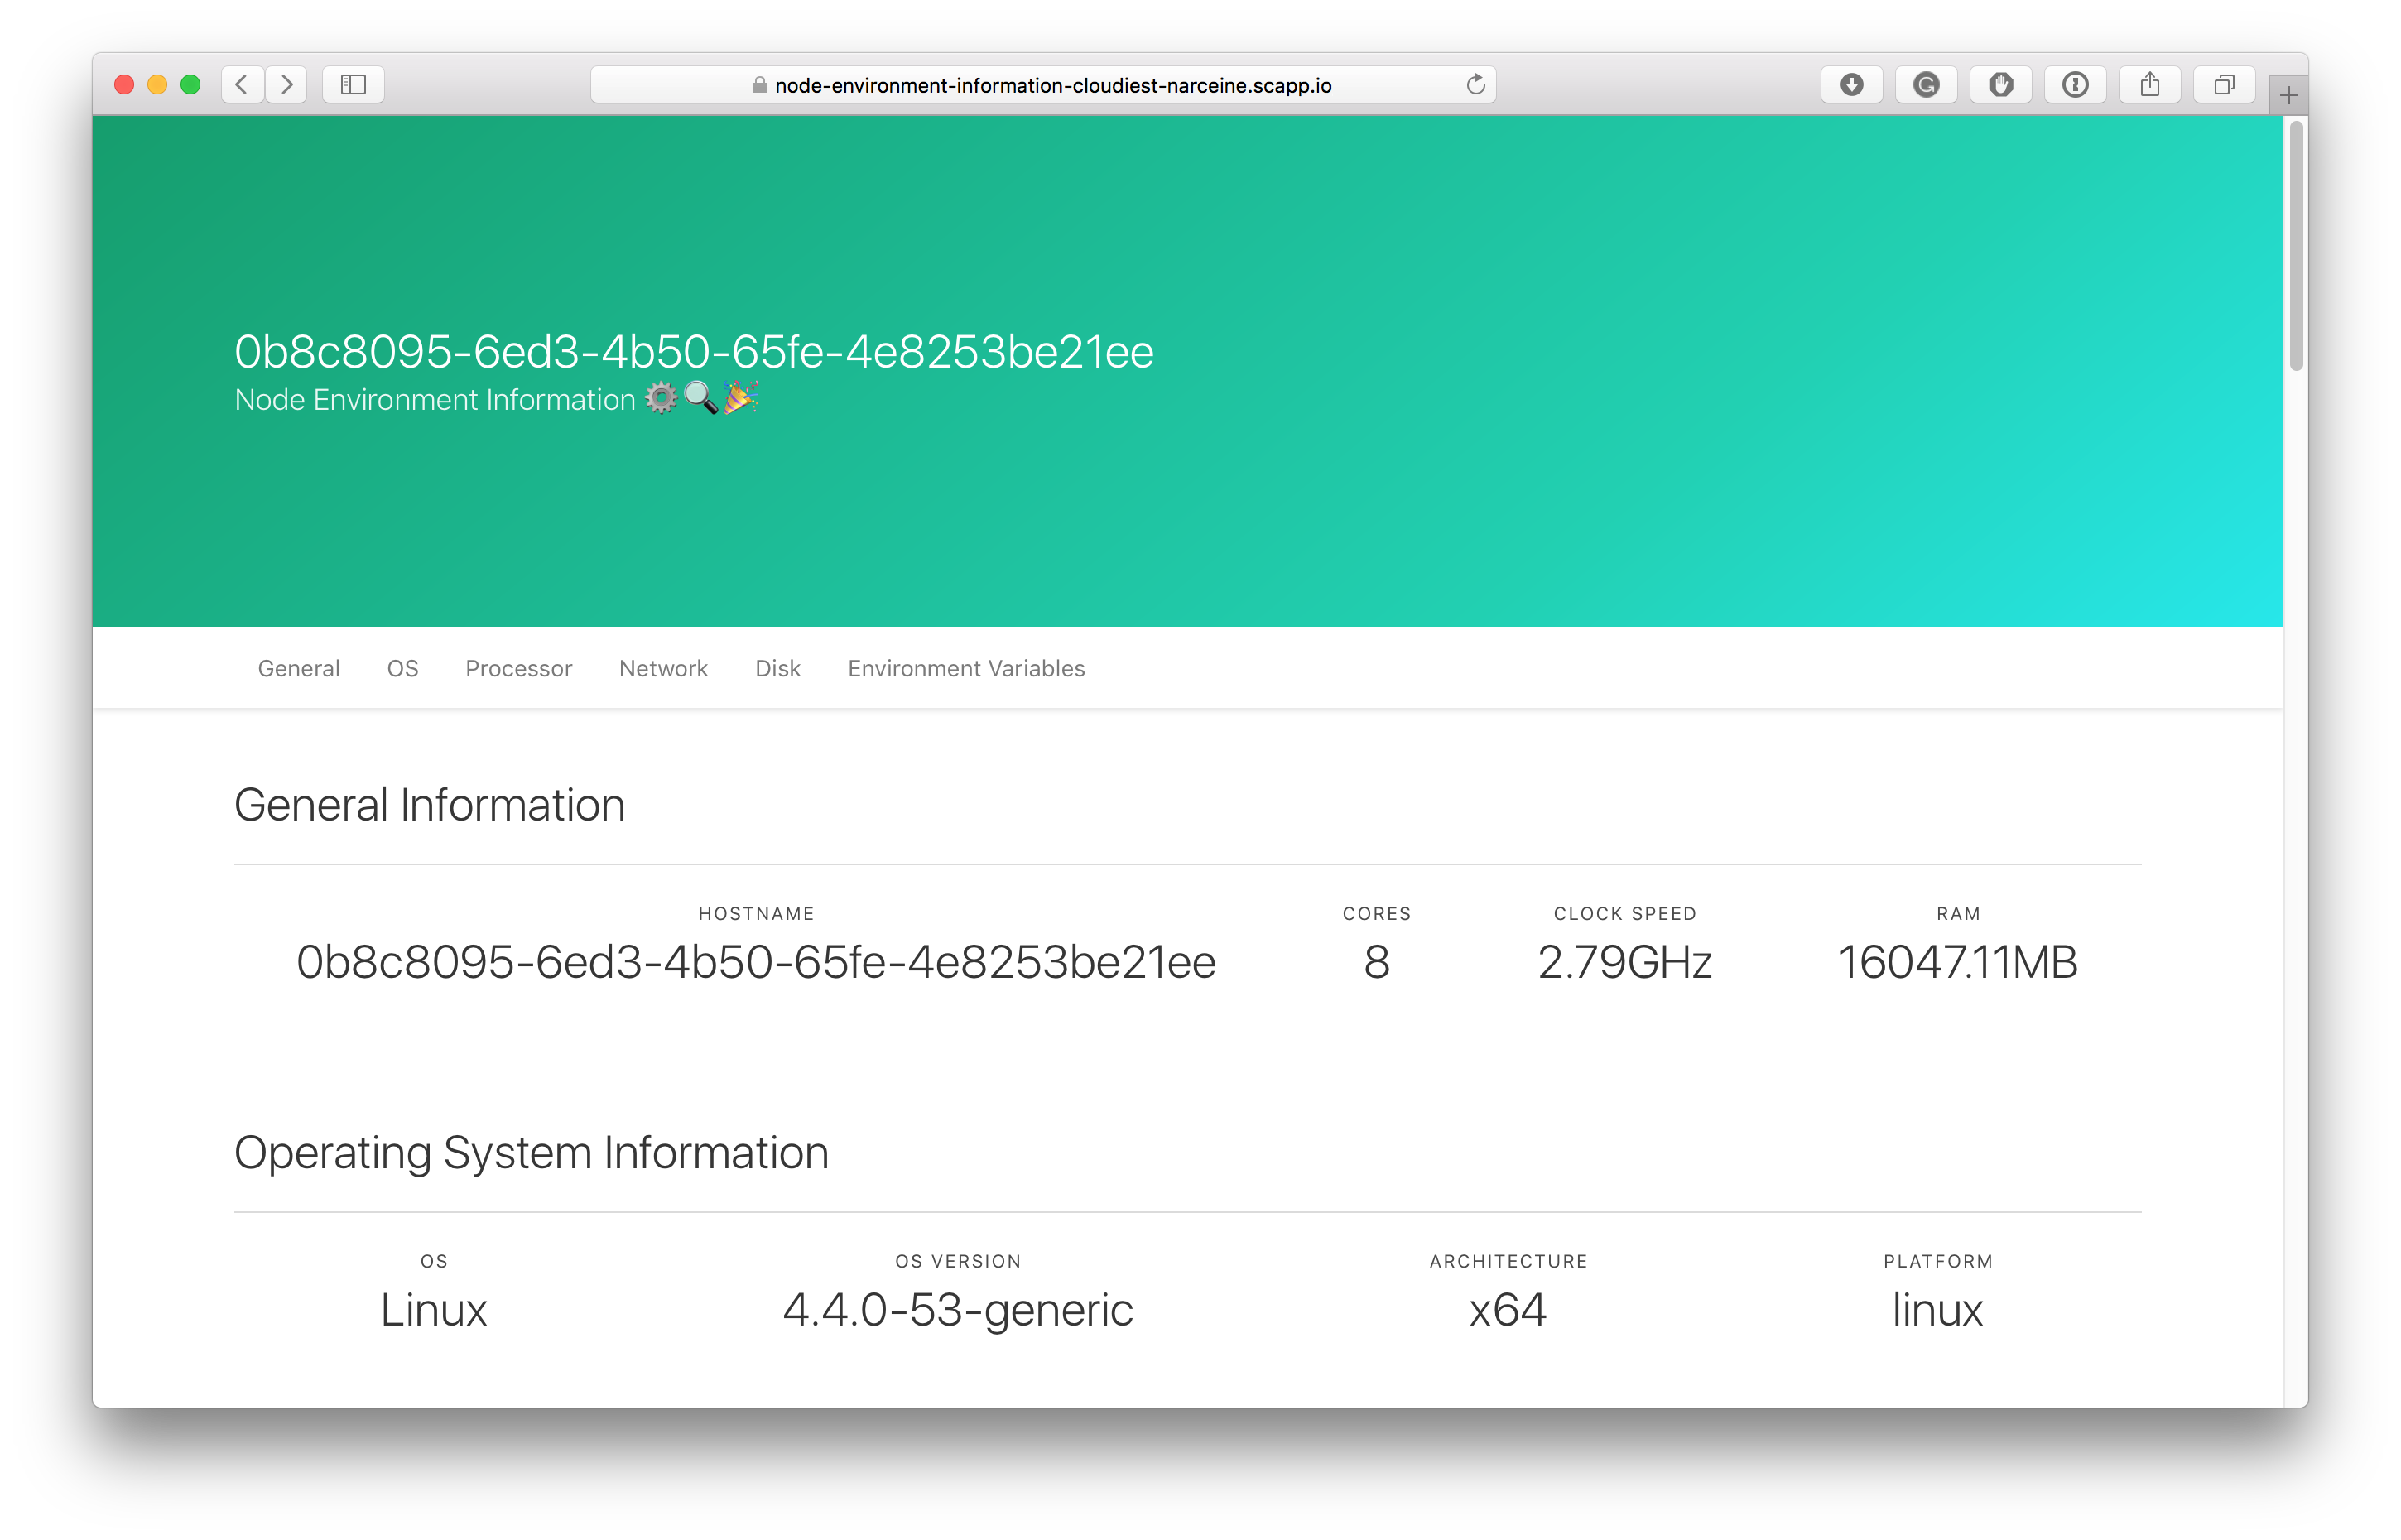 node-environment-information-cloudiest-narceine.scapp.io
0b8c8095-6ed3-4b50-65fe-4e8253be21ee
Node Environment Information ⚙️🔍🎉
General OS Processor Network Disk Environment Variables
General Information
HOSTNAME CORES CLOCK SPEED RAM
0b8c8095-6ed3-4b50-65fe-4e8253be21ee 8 2.79GHz 16047.11MB
Operating System Information
OS OS VERSION ARCHITECTURE PLATFORM
Linux 4.4.0-53-generic x64 linux